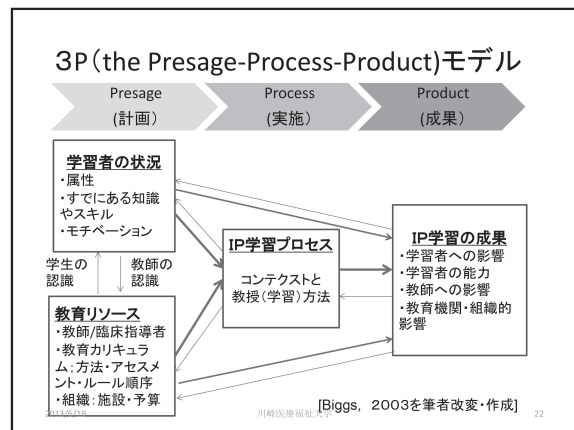 3P(the Presage-Process-Product)モデル
Presage
(計画)
Process
(実施)
Product
(成果)
学習者の状況
・属性
・すでにある知識
やスキル
・モチベーション
学生の
認識
教師の
認識
教育リソース
・教師/臨床指導者
・教育カリキュラ
ム;方法・アセスメ
ント・ルール順序
・組織:施設・予算
IP学習プロセス
コンテクストと
教授(学習)方法
IP学習の成果
・学習者への影響
・学習者の能力
・教師への影響
・教育機関・組織的
影響
[Biggs, 2003を筆者改変・作成]
2013/6/19
川崎医療福祉大学
22